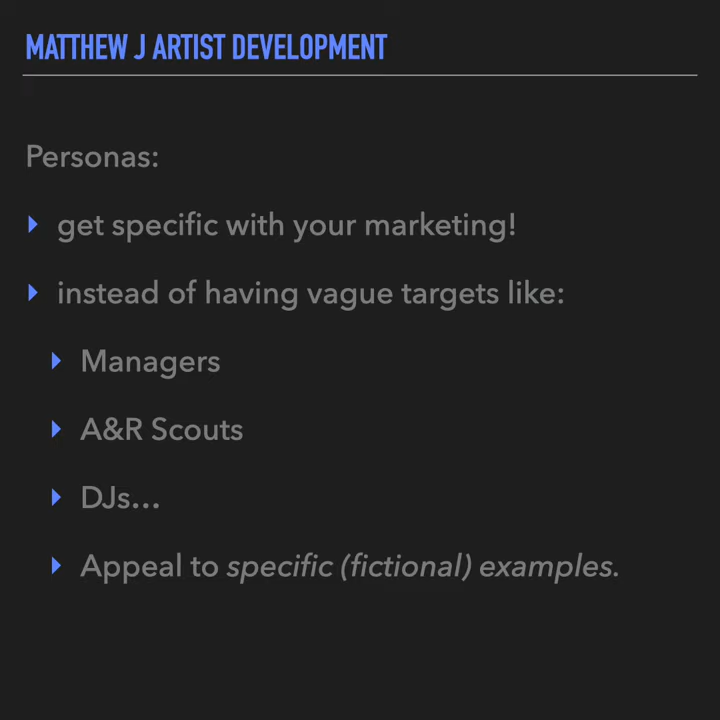 MATTHEW J ARTIST DEVELOPMENT
Personas:
get specific with your marketing!
instead of having vague targets like:
Managers
A&R Scouts
DJs…
Appeal to specific (fictional) examples.